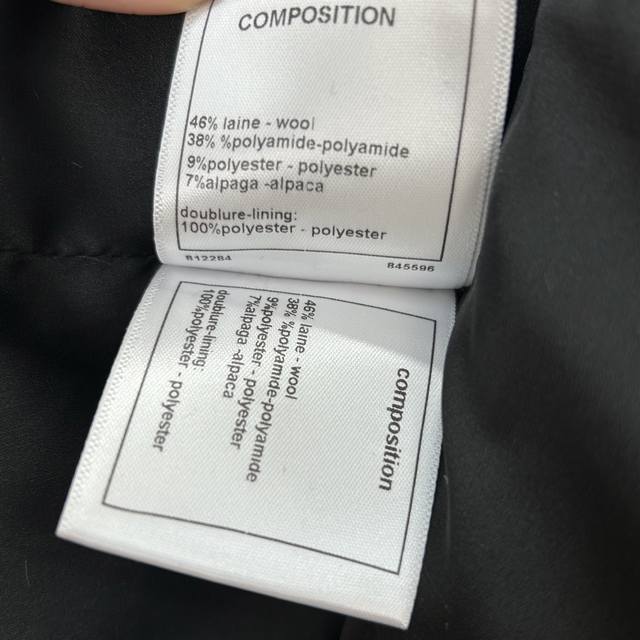 COMPOSITION
46% laine - wool
38% %polyamide-polyamide
9%polyester - polyester
7%alpaga -alpaca
doublure-lining:
100%polyester - polyester
812284 845596
composition
46% laine - wool
38% %polyamide-polyamide
9%polyester - polyester
7%alpaga -alpaca
doublure-lining:
100%polyester - polyester